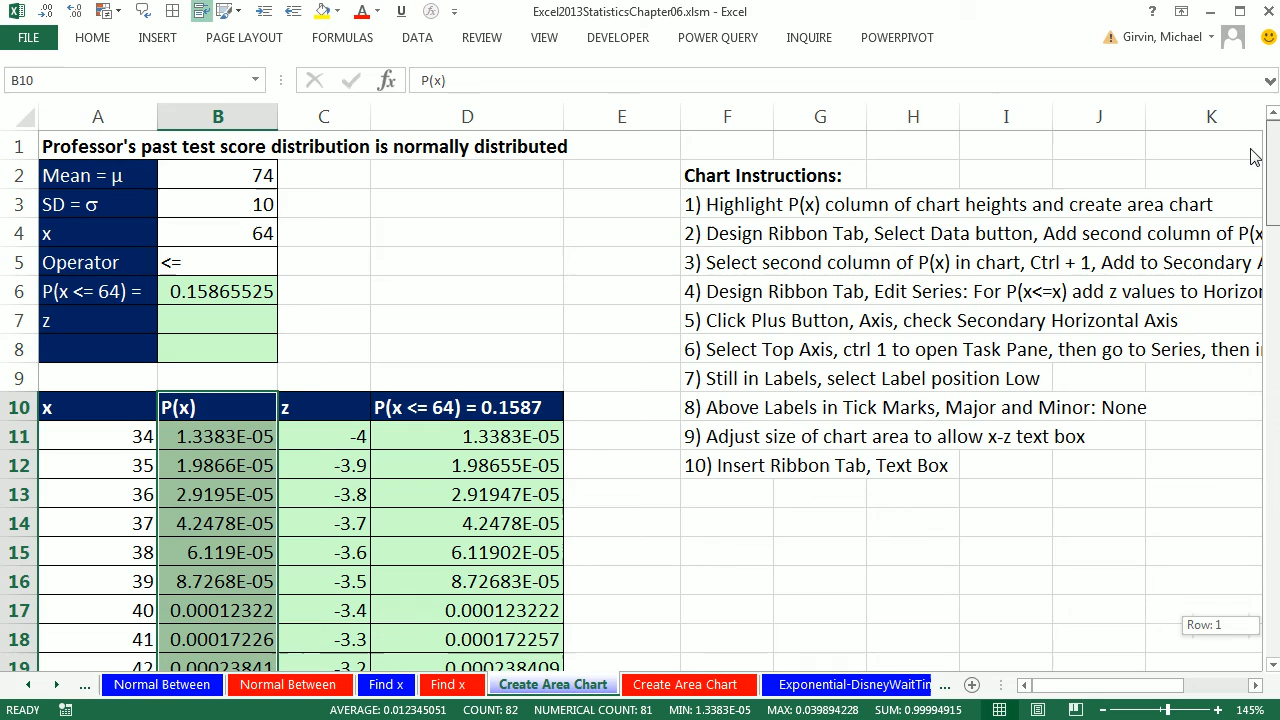 Excel2013StatisticsChapter06.xlsm - Excel
FILE HOME INSERT PAGE LAYOUT FORMULAS DATA REVIEW VIEW DEVELOPER POWER QUERY INQUIRE POWERPIVOT Girvin, Michael
B10 fx P(x)
A B C D E F G H I J K
1 Professor's past test score distribution is normally distributed
2 Mean = μ 74 Chart Instructions:
3 SD = σ 10 1) Highlight P(x) column of chart heights and create area chart
4 x 64 2) Design Ribbon Tab, Select Data button, Add second column of P(x
5 Operator <= 3) Select second column of P(x) in chart, Ctrl + 1, Add to Secondary A
6 P(x <= 64) = 0.15865525 4) Design Ribbon Tab, Edit Series: For P(x<=x) add z values to Horizon
7 z 5) Click Plus Button, Axis, check Secondary Horizontal Axis
8 6) Select Top Axis, ctrl 1 to open Task Pane, then go to Series, then i
9 7) Still in Labels, select Label position Low
10 x P(x) z P(x <= 64) = 0.1587 8) Above Labels in Tick Marks, Major and Minor: None
11 34 1.3383E-05 -4 1.3383E-05 9) Adjust size of chart area to allow x-z text box
12 35 1.9866E-05 -3.9 1.98655E-05 10) Insert Ribbon Tab, Text Box
13 36 2.9195E-05 -3.8 2.91947E-05
14 37 4.2478E-05 -3.7 4.2478E-05
15 38 6.119E-05 -3.6 6.11902E-05
16 39 8.7268E-05 -3.5 8.72683E-05
17 40 0.00012322 -3.4 0.000123222
18 41 0.00017226 -3.3 0.000172257
19 42 0.00023841 -3.2 0.000238409
Row: 1
... Normal Between Normal Between Find x Find x Create Area Chart Create Area Chart Exponential-DisneyWaitTin ...
READY AVERAGE: 0.012345051 COUNT: 82 NUMERICAL COUNT: 81 MIN: 1.3383E-05 MAX: 0.039894228 SUM: 0.99994915 145%